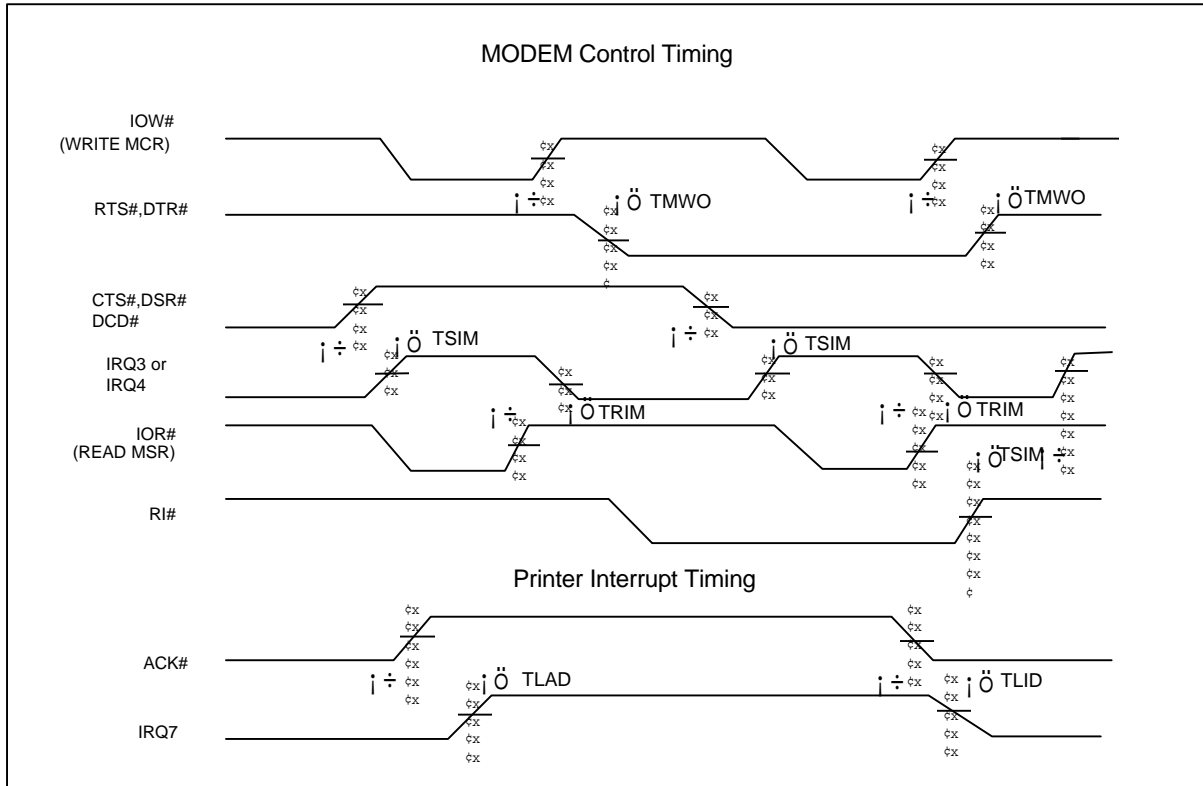 MODEM Control Timing
IOW#
(WRITE MCR)
RTS#,DTR#
¡ ÷
¡ Ö TMWO
¡ ÷
¡ Ö TMWO
CTS#,DSR#
DCD#
¡ ÷
¡ Ö TSIM
¡ ÷
¡ Ö TSIM
IRQ3 or
IRQ4
¡ ÷
¡ Ö TRIM
¡ ÷
¡ Ö TRIM
IOR#
(READ MSR)
¡ Ö TSIM ¡ ÷
RI#
Printer Interrupt Timing
ACK#
¡ ÷
¡ Ö TLAD
¡ ÷
¡ Ö TLID
IRQ7